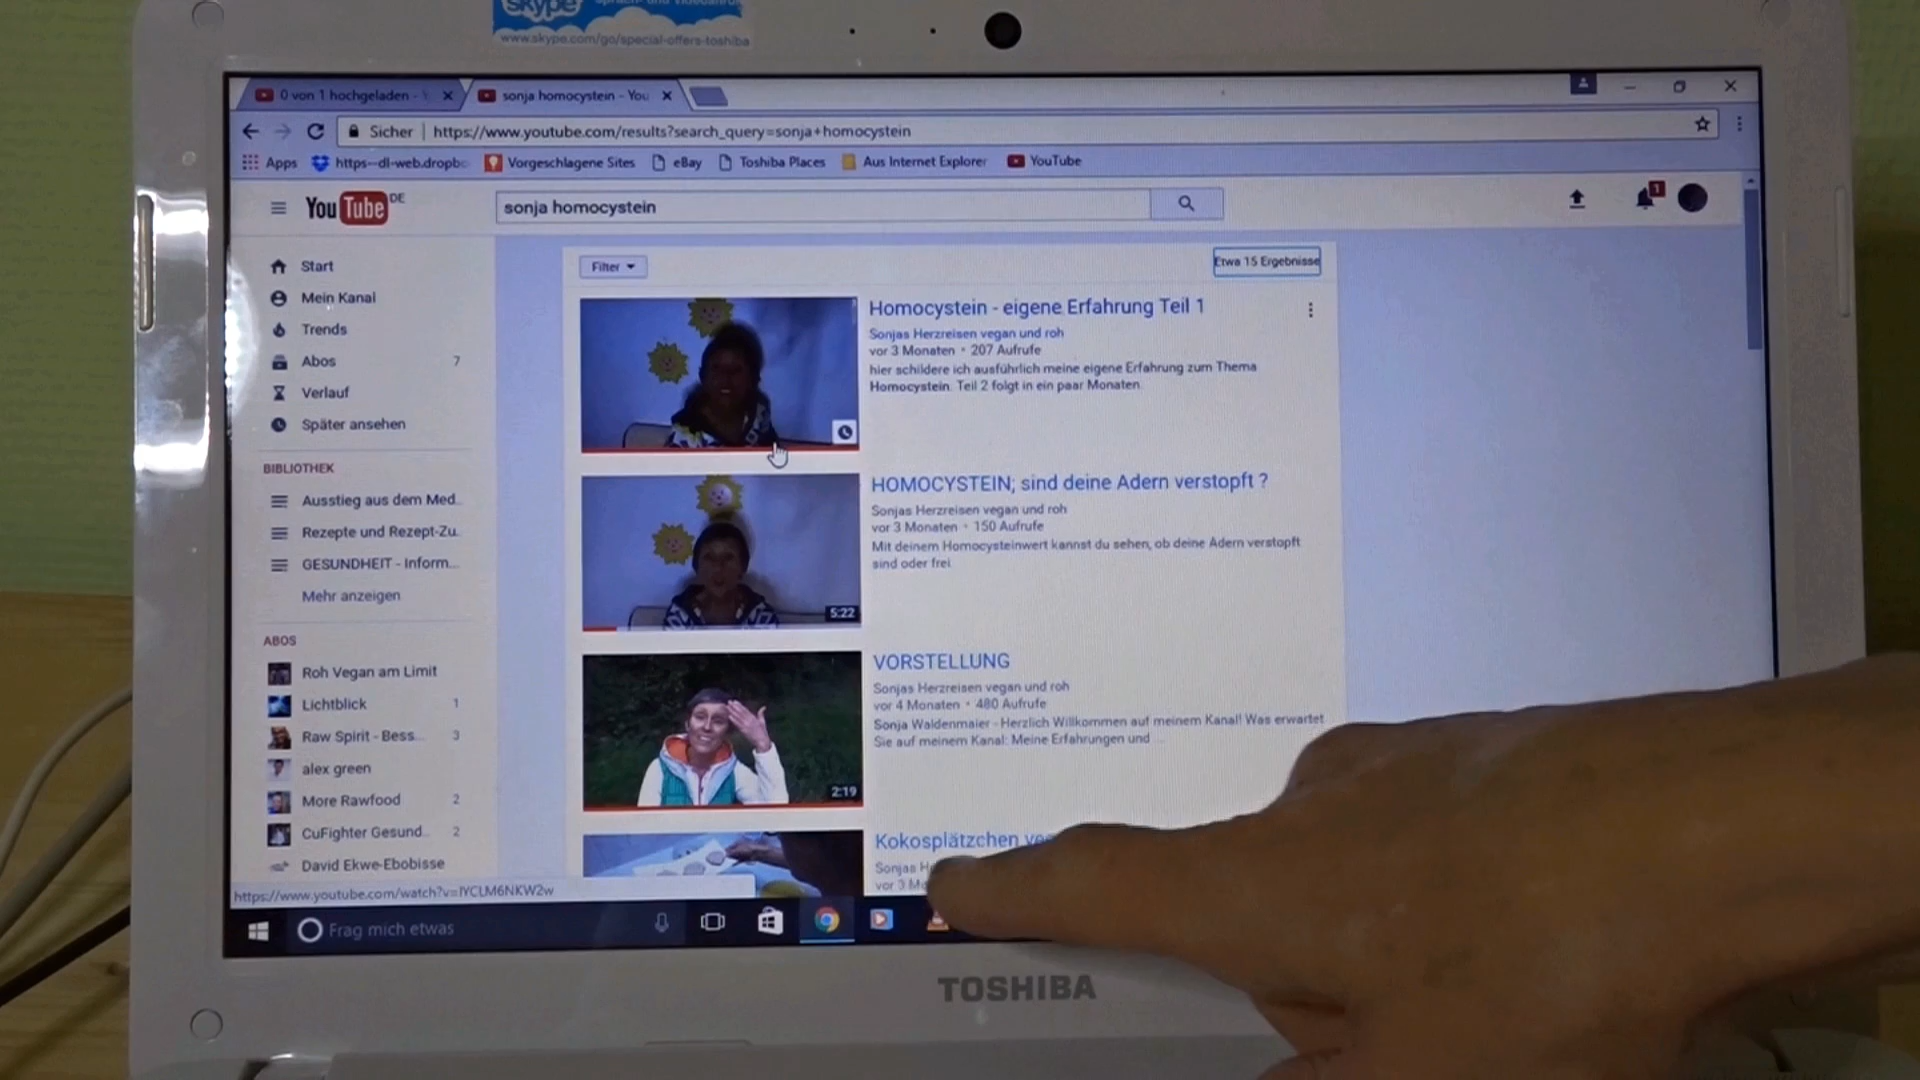 skype
www.skype.com/go/special-offers-toshiba
0 von 1 hochgeladen -
sonja homocystein - You
Sicher
https://www.youtube.com/results?search_query=sonja+homocystein
Apps
https--dl-web.dropb
Vorgeschlagene Sites
eBay
Toshiba Places
Aus Internet Explorer
YouTube
YouTube DE
sonja homocystein
1
Start
Mein Kanal
Trends
Abos 7
Verlauf
Später ansehen
BIBLIOTHEK
Ausstieg aus dem Med...
Rezepte und Rezept-Zu...
GESUNDHEIT - Inform...
Mehr anzeigen
ABOS
Roh Vegan am Limit
Lichtblick 1
Raw Spirit - Bess... 3
alex green
More Rawfood 2
CuFighter Gesund... 2
David Ekwe-Ebobisse
Filter
Etwa 15 Ergebnisse
Homocystein - eigene Erfahrung Teil 1
Sonjas Herzreisen vegan und roh
vor 3 Monaten • 207 Aufrufe
hier schildere ich ausführlich meine eigene Erfahrung zum Thema
Homocystein. Teil 2 folgt in ein paar Monaten.
HOMOCYSTEIN; sind deine Adern verstopft ?
Sonjas Herzreisen vegan und roh
vor 3 Monaten • 150 Aufrufe
Mit deinem Homocysteinwert kannst du sehen, ob deine Adern verstopft
sind oder frei.
5:22
VORSTELLUNG
Sonjas Herzreisen vegan und roh
vor 4 Monaten • 480 Aufrufe
Sonja Waldenmaier - Herzlich Willkommen auf meinem Kanal! Was erwartet
Sie auf meinem Kanal: Meine Erfahrungen und ...
2:19
Kokosplätzchen
Sonjas
vor 3
https://www.youtube.com/watch?v=IYCLM6NKW2w
Frag mich etwas
TOSHIBA